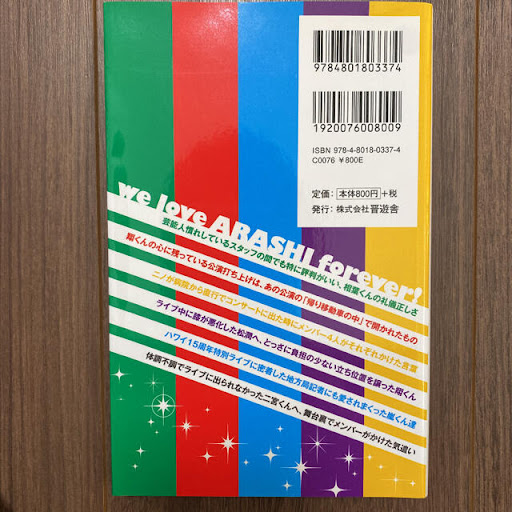 9784801803374
1920076008009
ISBN 978-4-8018-0337-4
C0076 ¥800E
定価： 本体800円 +税
発行：株式会社晋遊舎
we love ARASHI forever!
芸能人慣れしているスタッフの間でも特に評判がいい、相葉くんの礼儀正しさ
翔くんの心に残っている公演打ち上げは、あの公演の「帰り移動車の中」で開かれたもの
ニノが病院から直行でコンサートに出た時にメンバー4人がそれぞれかけた言葉
ライブ中に膝が悪化した松潤へ、とっさに負担の少ない立ち位置を譲った翔くん
ハワイ15周年特別ライブに密着した地方局記者にも愛されまくった嵐くん達
体調不調でライブに出られなかった二宮くんへ、舞台裏でメンバーがかけた気遣い